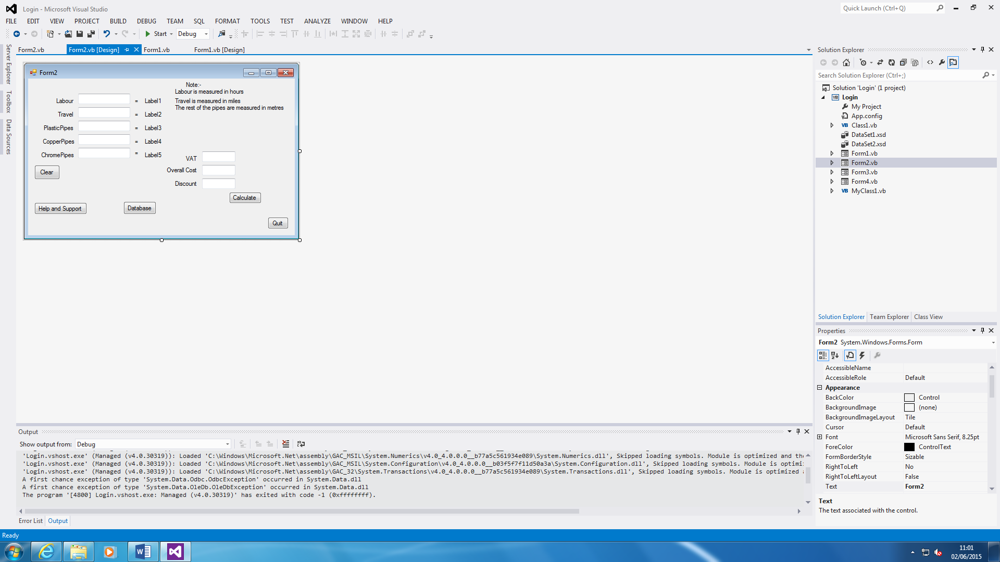 Login - Microsoft Visual Studio
Quick Launch (Ctrl+Q)
FILE EDIT VIEW PROJECT BUILD DEBUG TEAM SQL FORMAT TOOLS TEST ANALYZE WINDOW HELP
Start Debug
Form2.vb Form2.vb [Design] Form1.vb Form1.vb [Design]
Server Explorer
Toolbox
Data Sources
Form2
Note:-
Labour is measured in hours
Travel is measured in miles
The rest of the pipes are measured in metres
Labour = Label1
Travel = Label2
PlasticPipes = Label3
CopperPipes = Label4
ChromePipes = Label5
VAT
Overall Cost
Discount
Clear
Calculate
Help and Support
Database
Quit
Solution Explorer
Search Solution Explorer (Ctrl+;)
Solution 'Login' (1 project)
VB Login
My Project
App.config
VB Class1.vb
DataSet1.xsd
DataSet2.xsd
Form1.vb
Form2.vb
Form3.vb
Form4.vb
VB MyClass1.vb
Solution Explorer Team Explorer Class View
Properties
Form2 System.Windows.Forms.Form
AccessibleName
AccessibleRole Default
Appearance
BackColor Control
BackgroundImage (none)
BackgroundImageLayout Tile
Cursor Default
Font Microsoft Sans Serif, 8.25pt
ForeColor ControlText
FormBorderStyle Sizable
RightToLeft No
RightToLeftLayout False
Text Form2
Text
The text associated with the control.
Output
Show output from: Debug
'Login.vshost.exe' (Managed (v4.0.30319)): Loaded 'C:\Windows\Microsoft.Net\assembly\GAC_MSIL\System.Numerics\v4.0_4.0.0.0__b77a5c561934e089\System.Numerics.dll', Skipped loading symbols. Module is optimized and the
'Login.vshost.exe' (Managed (v4.0.30319)): Loaded 'C:\Windows\Microsoft.Net\assembly\GAC_MSIL\System.Configuration\v4.0_4.0.0.0__b03f5f7f11d50a3a\System.Configuration.dll', Skipped loading symbols. Module is optimi
'Login.vshost.exe' (Managed (v4.0.30319)): Loaded 'C:\Windows\Microsoft.Net\assembly\GAC_32\System.Transactions\v4.0_4.0.0.0__b77a5c561934e089\System.Transactions.dll', Skipped loading symbols. Module is optimized
A first chance exception of type 'System.Data.Odbc.OdbcException' occurred in System.Data.dll
A first chance exception of type 'System.Data.OleDb.OleDbException' occurred in System.Data.dll
The program '[4800] Login.vshost.exe: Managed (v4.0.30319)' has exited with code -1 (0xffffffff).
Error List Output
Ready
11:01
02/06/2015